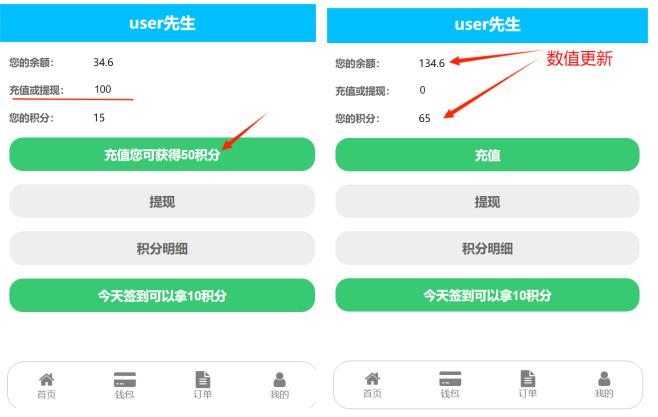 user先生
您的余额： 34.6
充值或提现： 100
您的积分： 15
充值您可获得50积分
提现
积分明细
今天签到可以拿10积分
首页 钱包 订单 我的
user先生
您的余额： 134.6
数值更新
充值或提现： 0
您的积分： 65
充值
提现
积分明细
今天签到可以拿10积分
首页 钱包 订单 我的